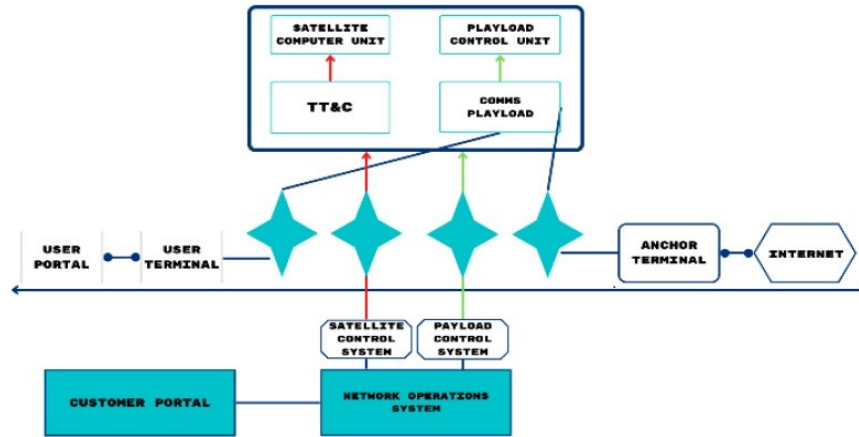 SATELLITE
COMPUTER UNIT
PLAYLOAD
CONTROL UNIT
TT&C
COMMS
PLAYLOAD
USER
PORTAL
USER
TERMINAL
ANCHOR
TERMINAL
INTERNET
SATELLITE
CONTROL
SYSTEM
PAYLOAD
CONTROL
SYSTEM
CUSTOMER PORTAL
NETWORK OPERATIONS
SYSTEM